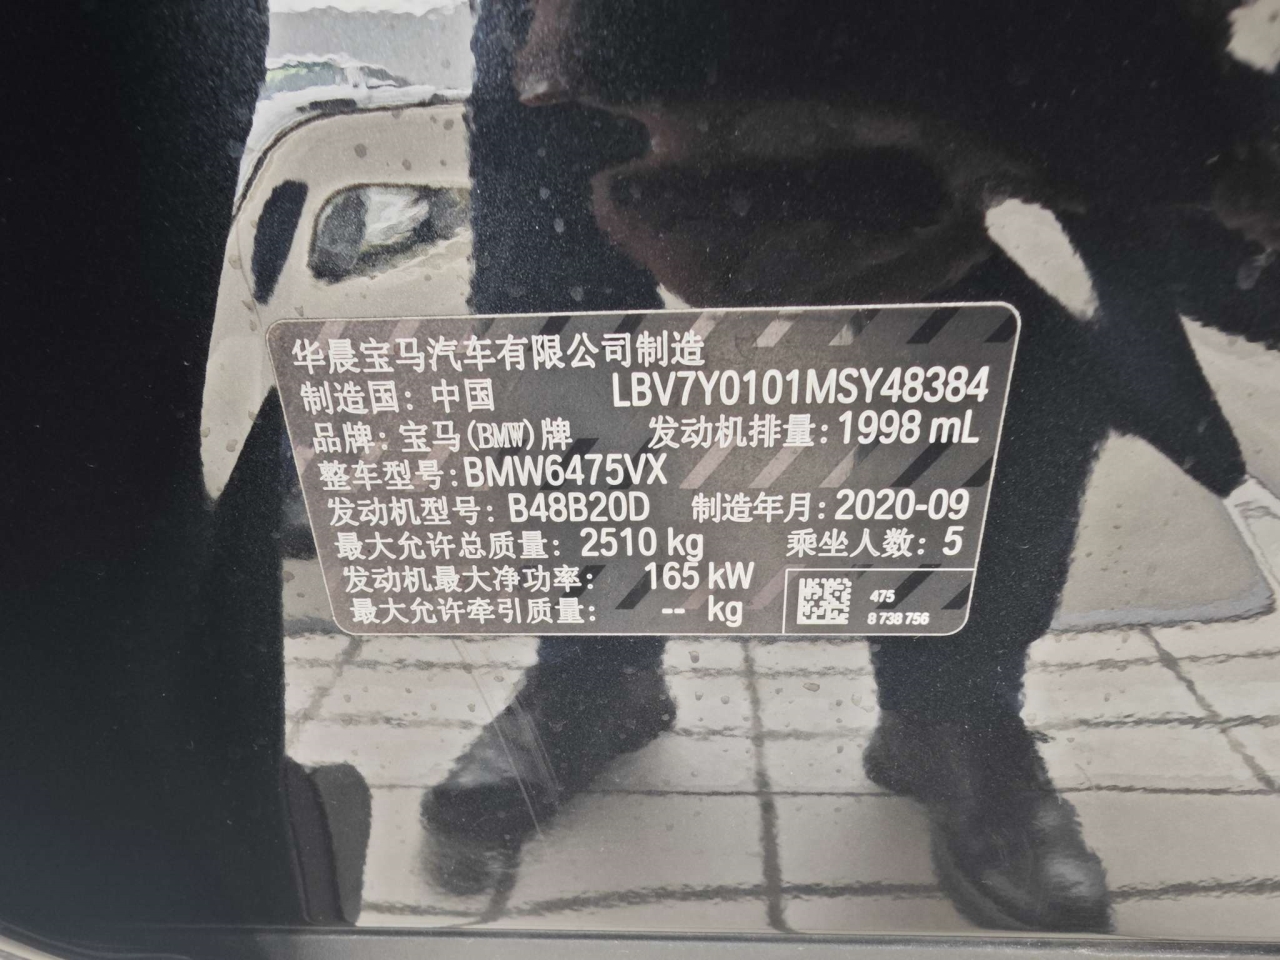 华晨宝马汽车有限公司制造
制造国：中国 LBV7Y0101MSY48384
品牌：宝马(BMW)牌 发动机排量：1998 mL
整车型号：BMW6475VX
发动机型号：B48B20D 制造年月：2020-09
最大允许总质量：2510 kg 乘坐人数：5
发动机最大净功率：165 kW
最大允许牵引质量：-- kg
475
8 738 756